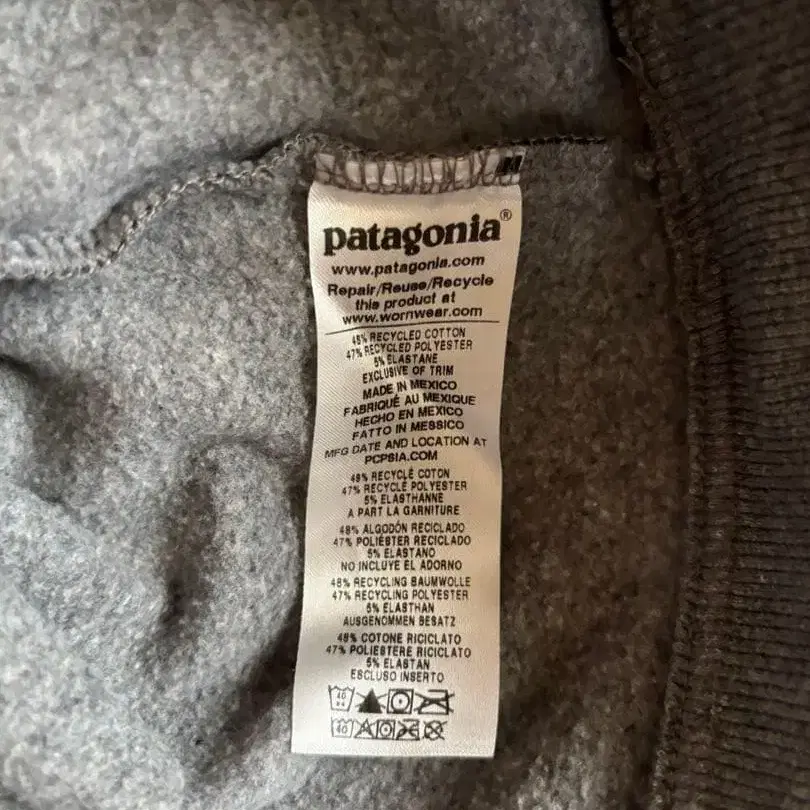 patagonia®
www.patagonia.com
Repair/Reuse/Recycle
this product at
www.wornwear.com
48% RECYCLED COTTON
47% RECYCLED POLYESTER
5% ELASTANE
EXCLUSIVE OF TRIM
MADE IN MEXICO
FABRIQUÉ AU MEXIQUE
HECHO EN MEXICO
FATTO IN MESSICO
MFG DATE AND LOCATION AT
PCPSIA.COM
48% RECYCLÉ COTON
47% RECYCLÉ POLYESTER
5% ELASTHANNE
A PART LA GARNITURE
48% ALGODÓN RECICLADO
47% POLIÉSTER RECICLADO
5% ELASTANO
NO INCLUYE EL ADORNO
48% RECYCLING BAUMWOLLE
47% RECYCLING POLYESTER
5% ELASTHAN
AUSGENOMMEN BESATZ
48% COTONE RICICLATO
47% POLIESTERE RICICLATO
5% ELASTAN
ESCLUSO INSERTO
40
40